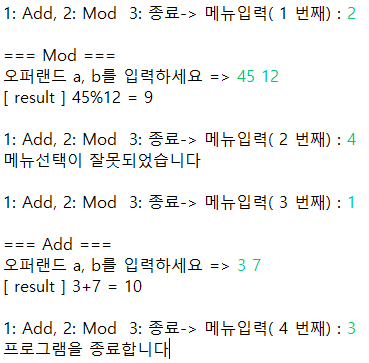 1: Add, 2: Mod  3: 종료-> 메뉴입력( 1 번째) : 2
=== Mod ===
오퍼랜드 a, b를 입력하세요 => 45 12
[ result ] 45%12 = 9
1: Add, 2: Mod  3: 종료-> 메뉴입력( 2 번째) : 4
메뉴선택이 잘못되었습니다
1: Add, 2: Mod  3: 종료-> 메뉴입력( 3 번째) : 1
=== Add ===
오퍼랜드 a, b를 입력하세요 => 3 7
[ result ] 3+7 = 10
1: Add, 2: Mod  3: 종료-> 메뉴입력( 4 번째) : 3
프로그램을 종료합니다